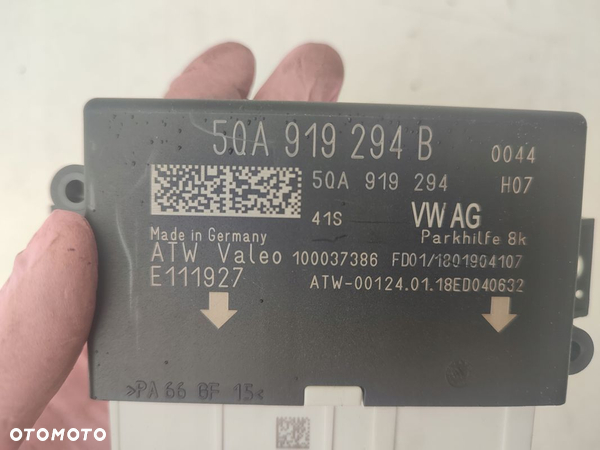 5QA 919 294 B 0044
5QA 919 294 H07
41S VW AG
Parkhilfe 8k
Made in Germany
ATW Valeo 100037386 FD01/1801904107
E111927 ATW-00124.01.18ED040632
>PA 66 GF 15<
OTOMOTO